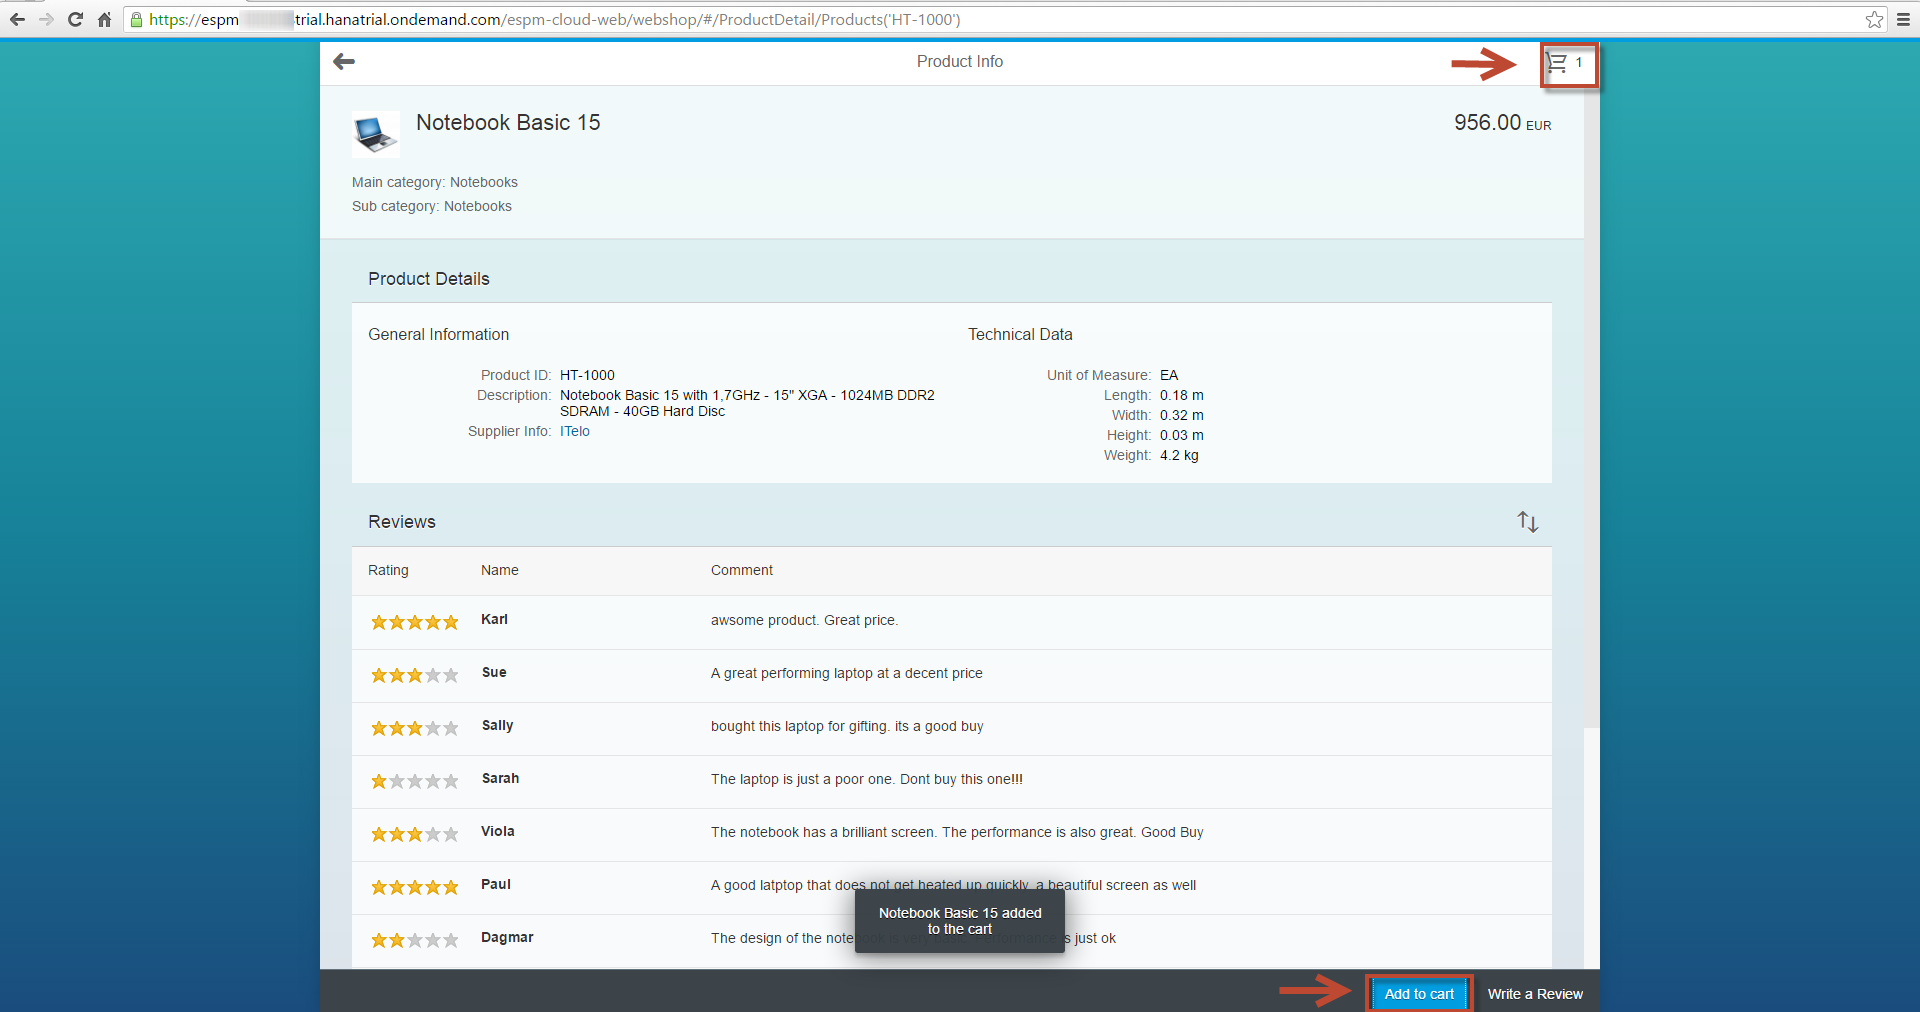 https://espm trial.hanatrial.ondemand.com/espm-cloud-web/webshop/#/ProductDetail/Products('HT-1000')
Product Info
1
Notebook Basic 15
956.00 EUR
Main category: Notebooks
Sub category: Notebooks
Product Details
General Information
Product ID: HT-1000
Description: Notebook Basic 15 with 1,7GHz - 15" XGA - 1024MB DDR2
SDRAM - 40GB Hard Disc
Supplier Info: ITelo
Technical Data
Unit of Measure: EA
Length: 0.18 m
Width: 0.32 m
Height: 0.03 m
Weight: 4.2 kg
Reviews
Rating Name Comment
Karl awsome product. Great price.
Sue A great performing laptop at a decent price
Sally bought this laptop for gifting. its a good buy
Sarah The laptop is just a poor one. Dont buy this one!!!
Viola The notebook has a brilliant screen. The performance is also great. Good Buy
Paul A good latptop that does not get heated up quickly, a beautiful screen as well
Dagmar The design of the is just ok
Notebook Basic 15 added
to the cart
Add to cart
Write a Review